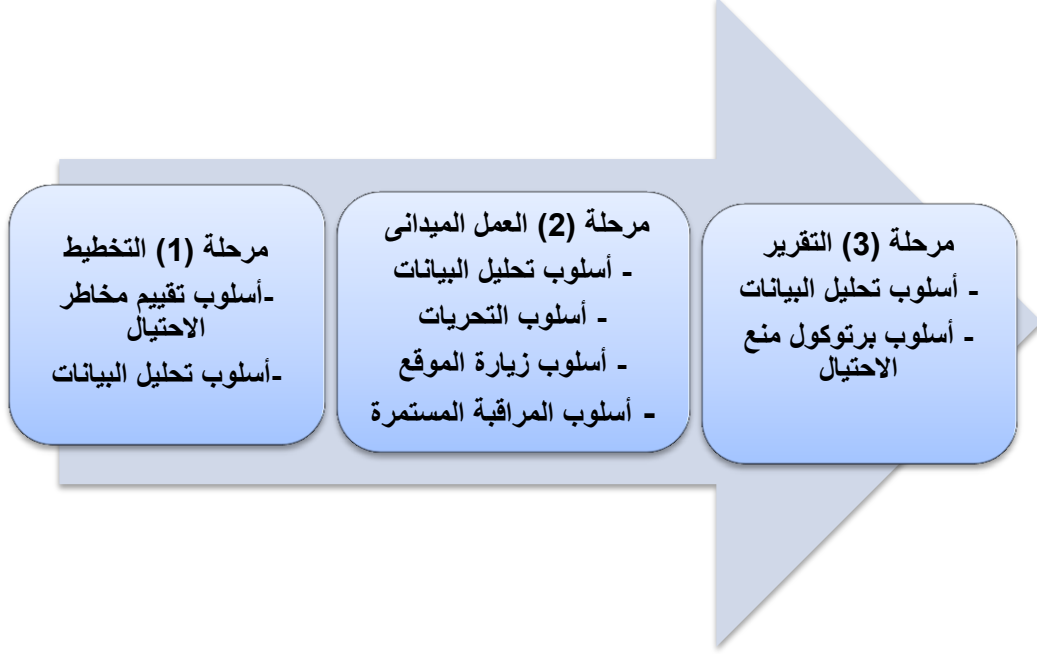 مرحلة (1) التخطيط
-أسلوب تقييم مخاطر
الاحتيال
-أسلوب تحليل البيانات
مرحلة (2) العمل الميدانى
- أسلوب تحليل البيانات
- أسلوب التحريات
- أسلوب زيارة الموقع
- أسلوب المراقبة المستمرة
مرحلة (3) التقرير
- أسلوب تحليل البيانات
- أسلوب برتوكول منع
الاحتيال